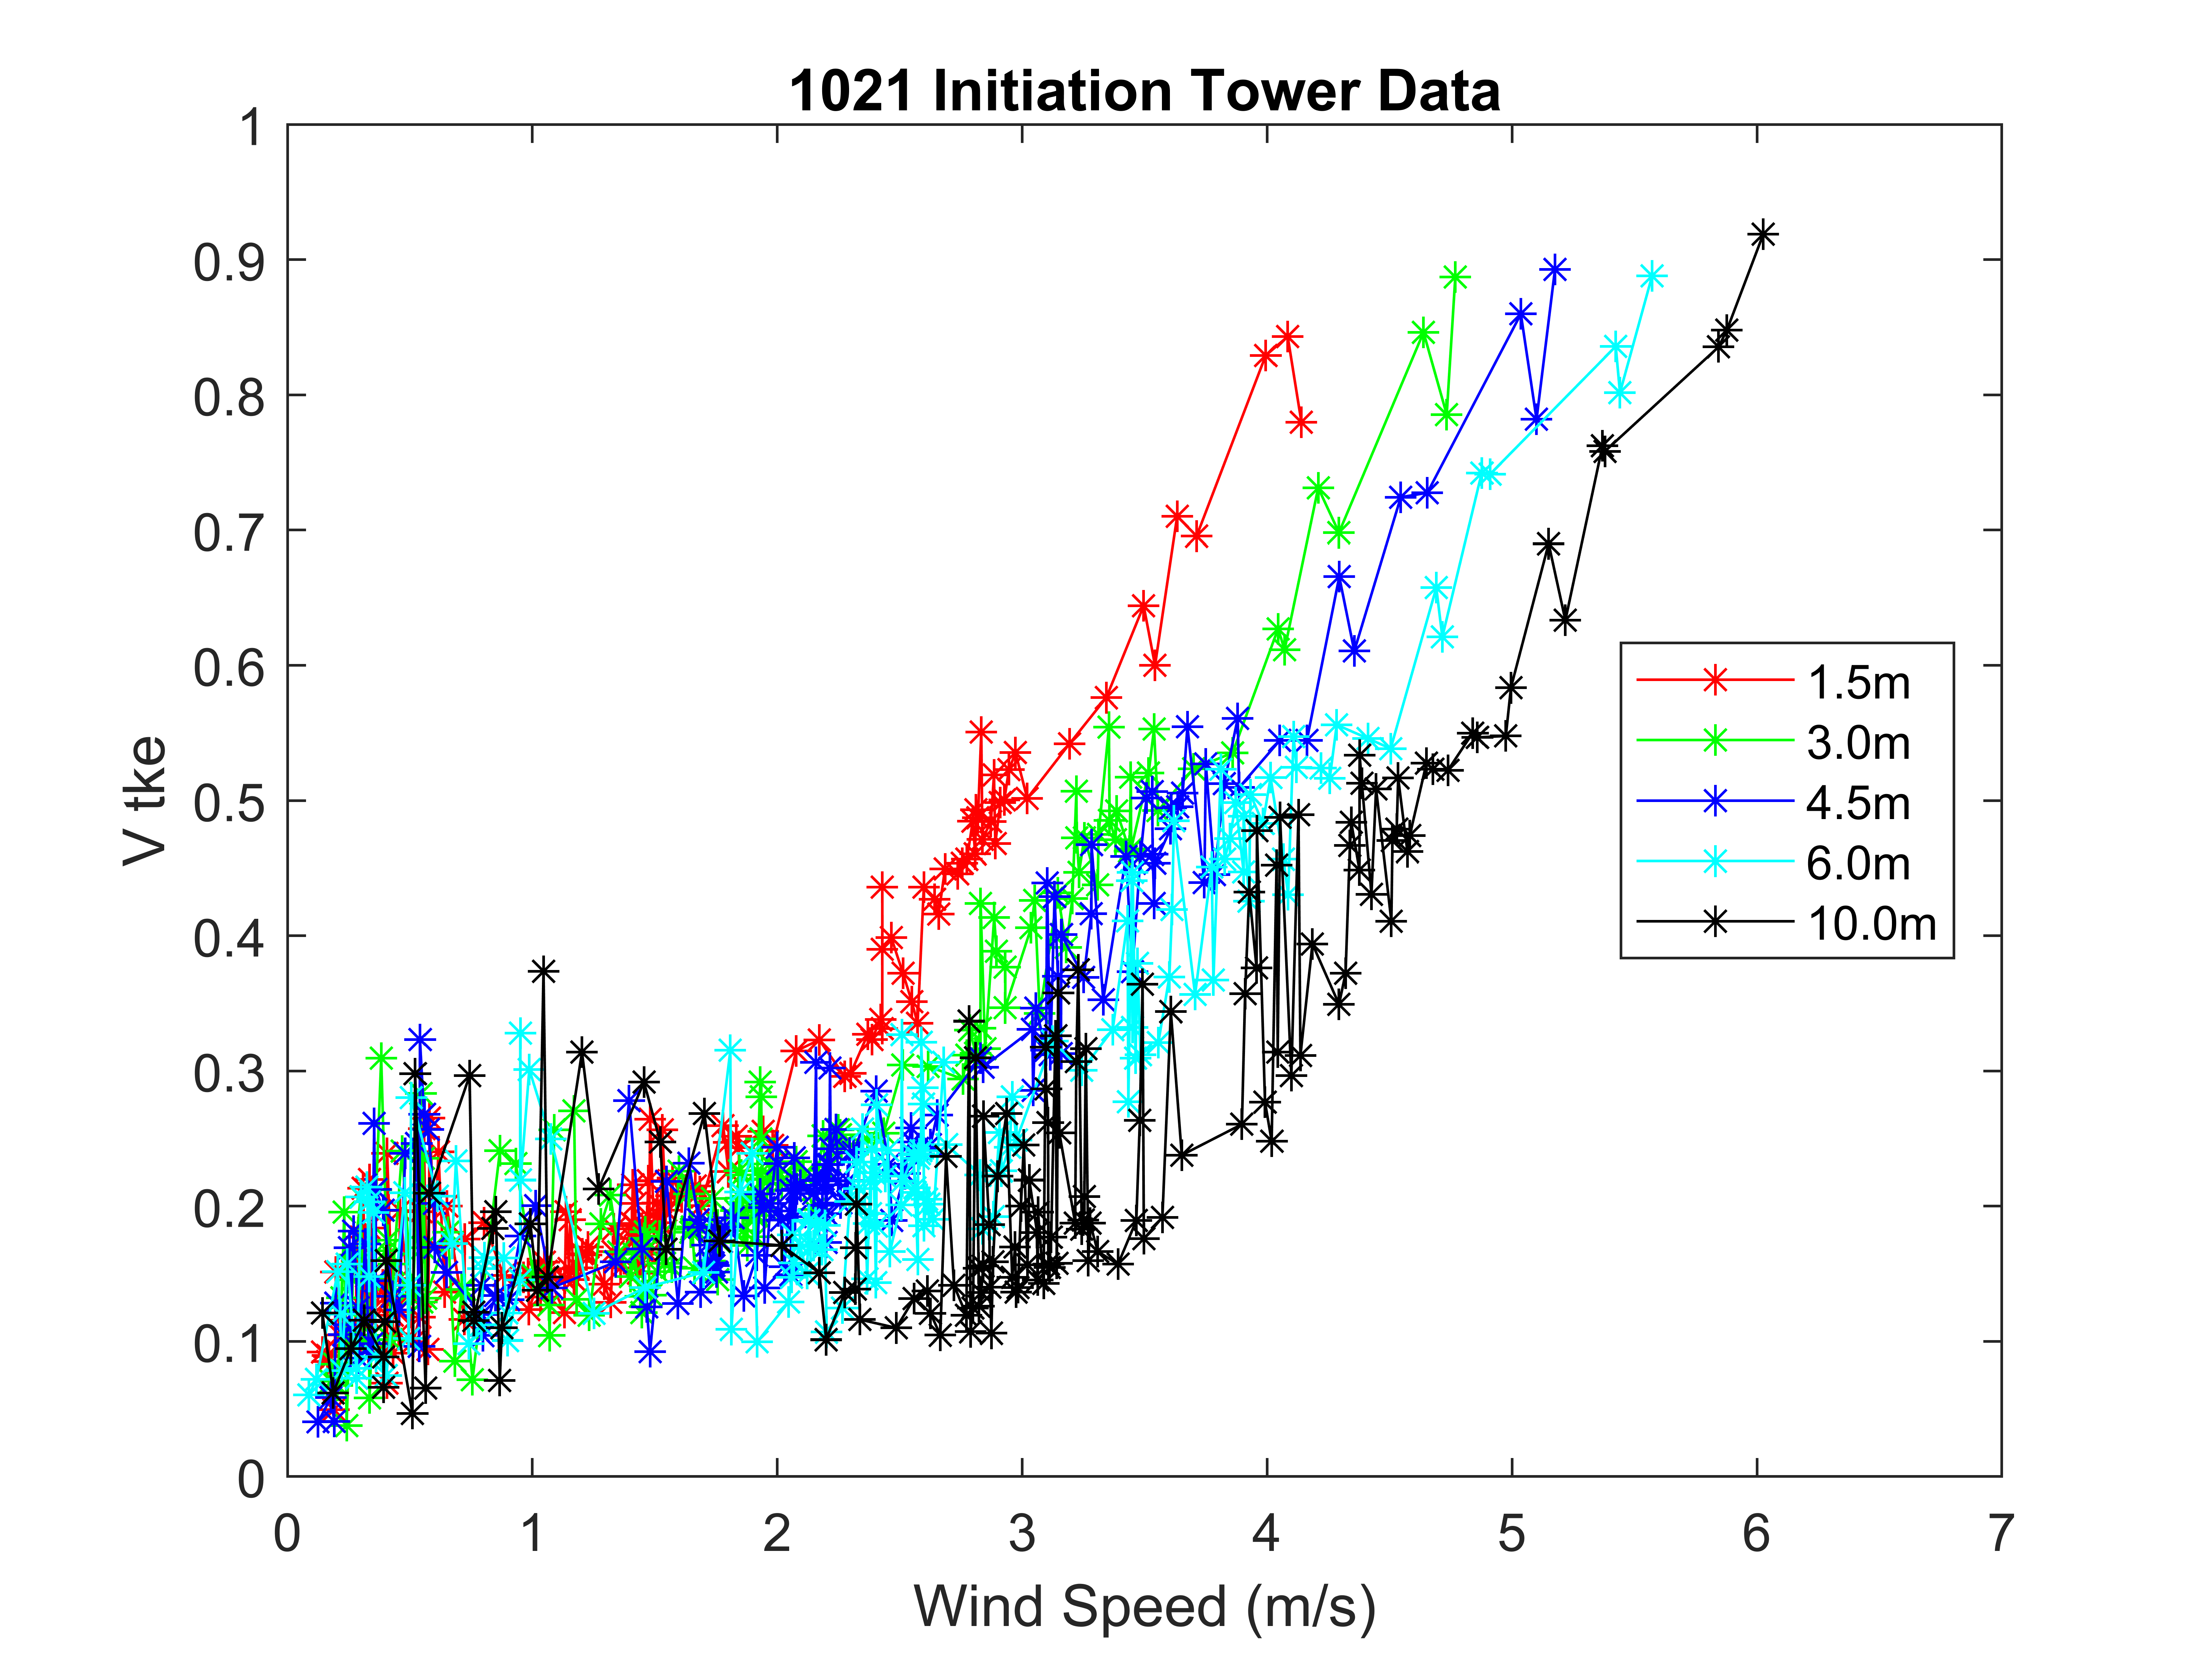 1021 Initiation Tower Data
V tke
1
0.9
0.8
0.7
0.6
0.5
0.4
0.3
0.2
0.1
0
0 1 2 3 4 5 6 7
Wind Speed (m/s)
1.5m
3.0m
4.5m
6.0m
10.0m